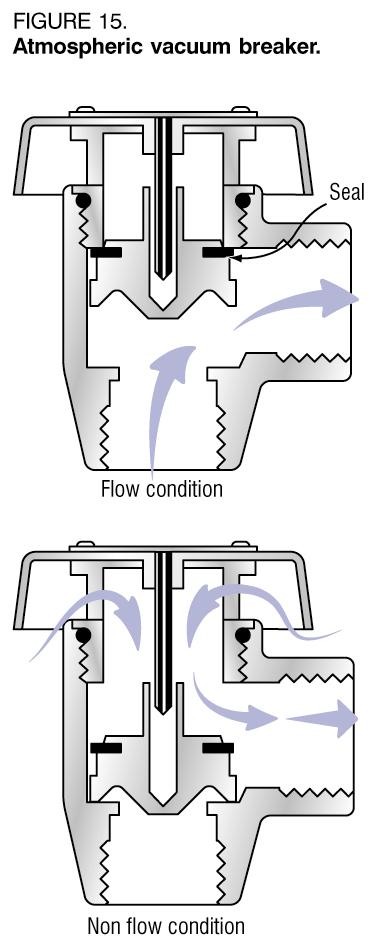 FIGURE 15.
Atmospheric vacuum breaker.
Seal
Flow condition
Non flow condition